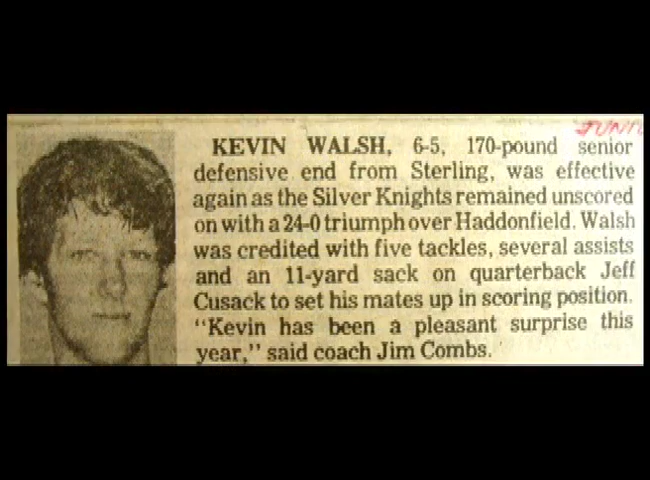 KEVIN WALSH, 6-5, 170-pound senior
defensive end from Sterling, was effective
again as the Silver Knights remained unscored
on with a 24-0 triumph over Haddonfield. Walsh
was credited with five tackles, several assists
and an 11-yard sack on quarterback Jeff
Cusack to set his mates up in scoring position.
"Kevin has been a pleasant surprise this
year," said coach Jim Combs.